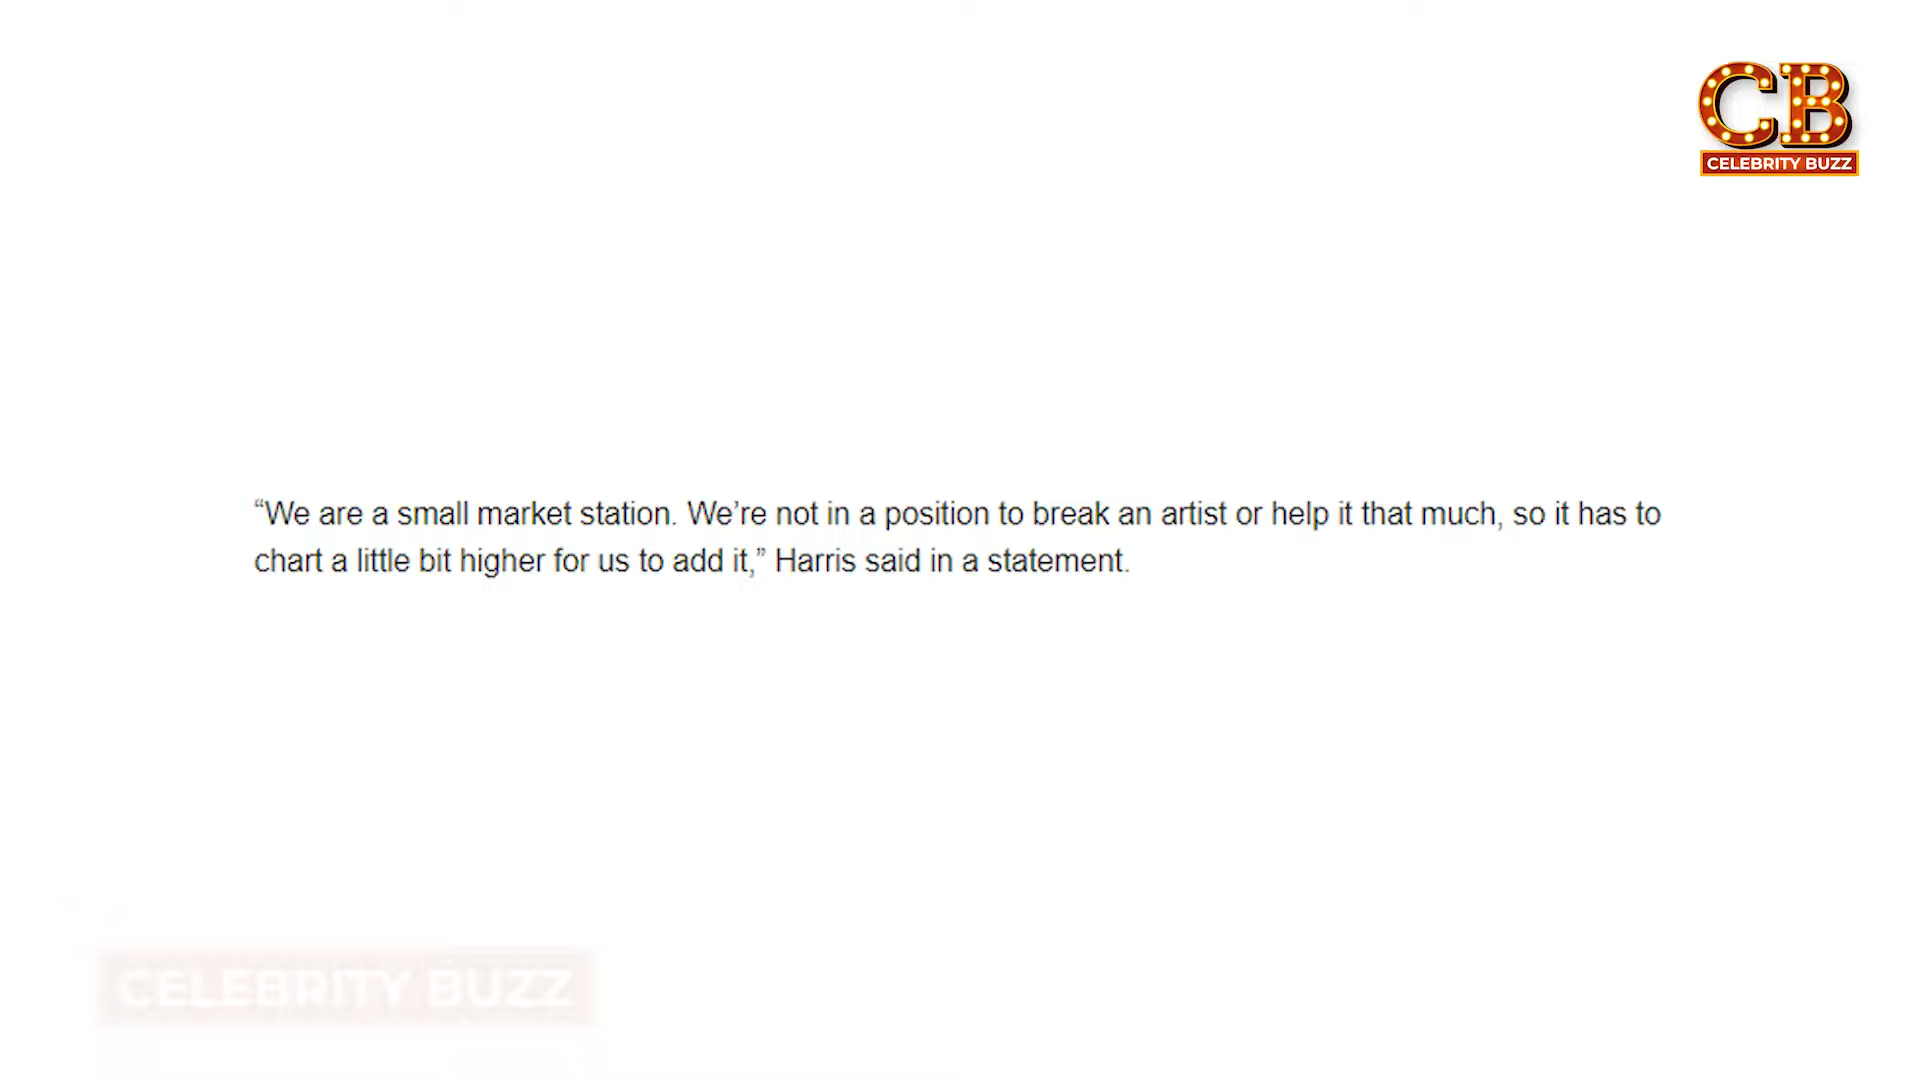 CB
CELEBRITY BUZZ
“We are a small market station. We’re not in a position to break an artist or help it that much, so it has to
chart a little bit higher for us to add it,” Harris said in a statement.
CELEBRITY BUZZ